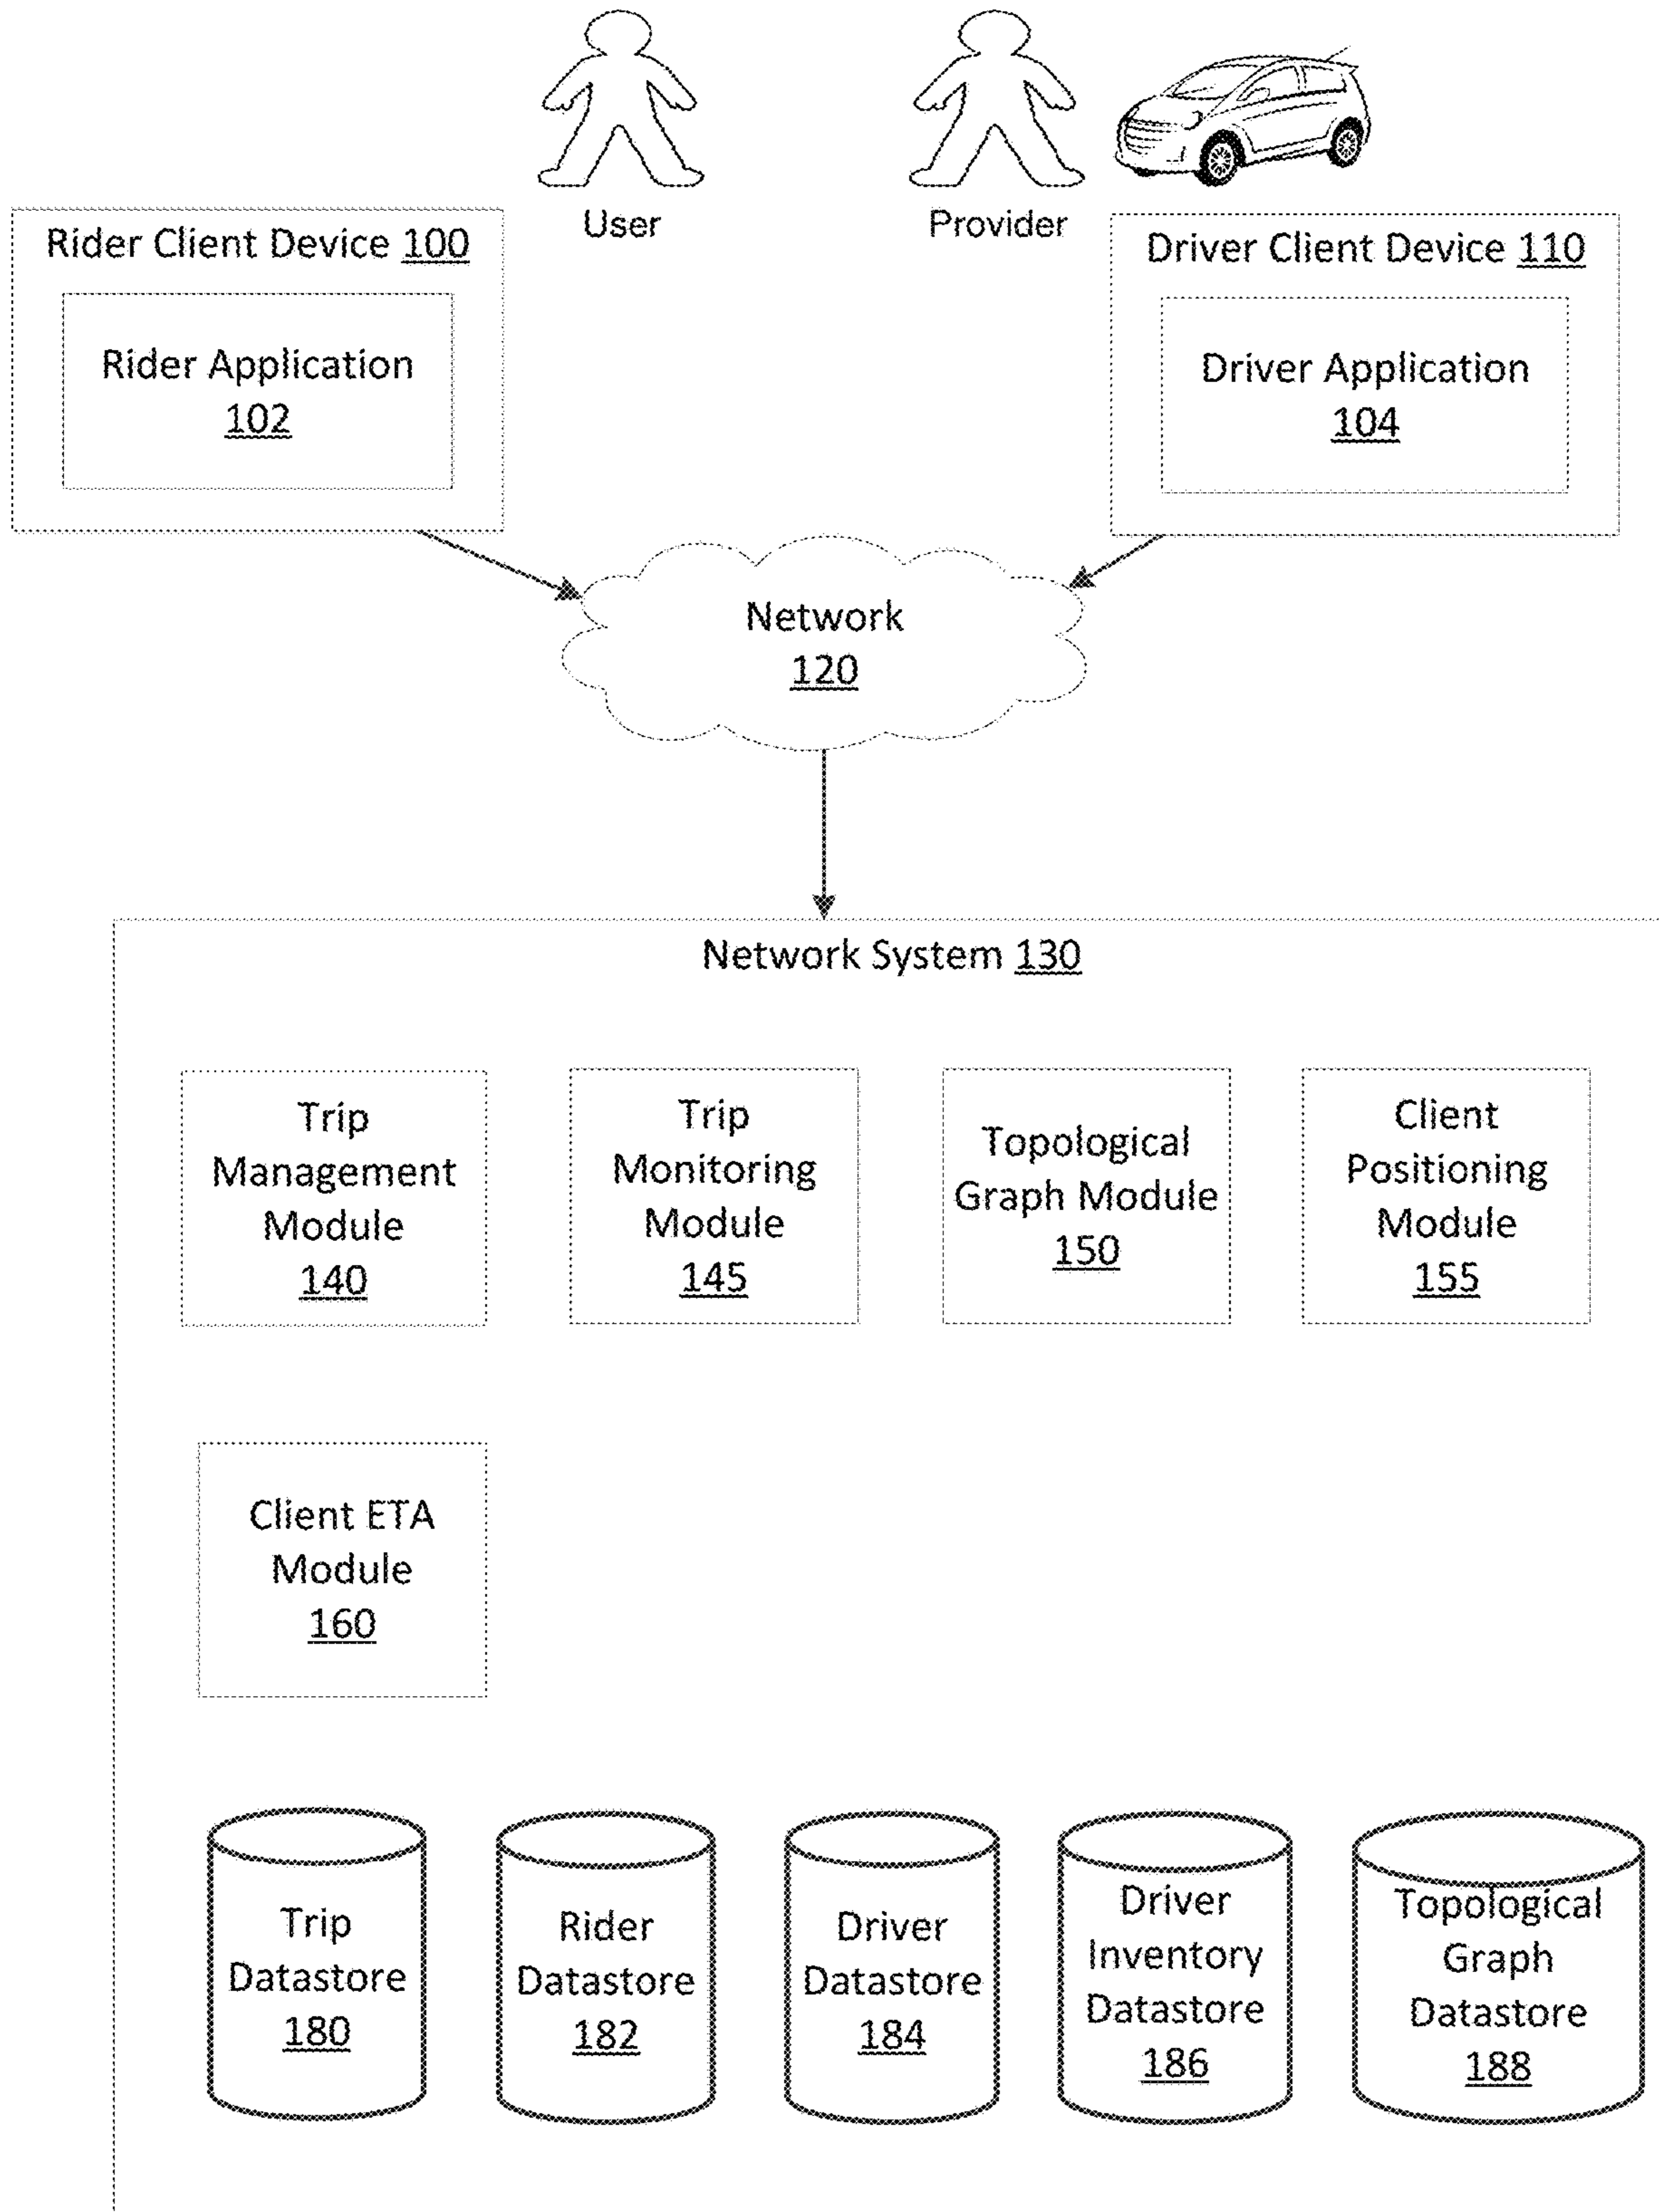 User
Provider
Rider Client Device 100
Rider Application
102
Driver Client Device 110
Driver Application
104
Network
120
Network System 130
Trip
Management
Module
140
Trip
Monitoring
Module
145
Topological
Graph Module
150
Client
Positioning
Module
155
Client ETA
Module
160
Trip
Datastore
180
Rider
Datastore
182
Driver
Datastore
184
Driver
Inventory
Datastore
186
Topological
Graph
Datastore
188